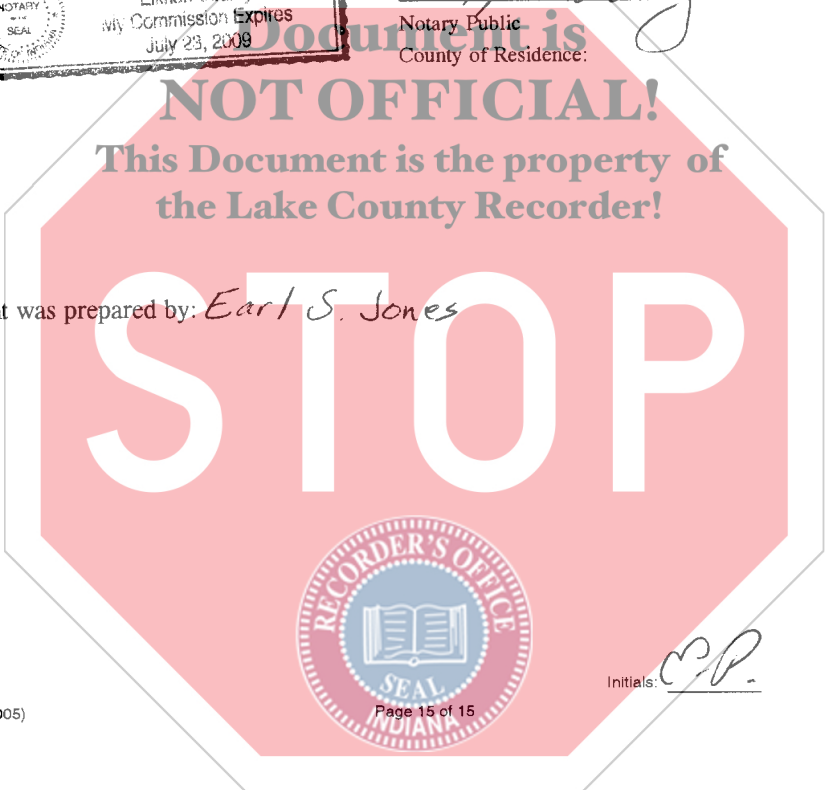 NOTARY
SEAL
My Commission Expires
July 23, 2009
Notary Public
County of Residence:
Document is
NOT OFFICIAL!
This Document is the property of
the Lake County Recorder!
t was prepared by: Earl S. Jones
STOP
RECORDER'S OFFICE
SEAL
INDIANA
Initials:
005)
Page 15 of 15